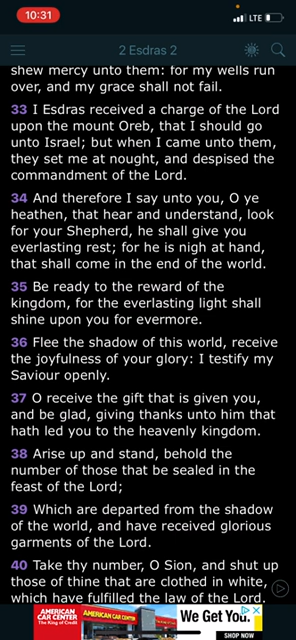 10:31
LTE
2 Esdras 2
shew mercy unto them: for my wells run
over, and my grace shall not fail.
33 I Esdras received a charge of the Lord
upon the mount Oreb, that I should go
unto Israel; but when I came unto them,
they set me at nought, and despised the
commandment of the Lord.
34 And therefore I say unto you, O ye
heathen, that hear and understand, look
for your Shepherd, he shall give you
everlasting rest; for he is nigh at hand,
that shall come in the end of the world.
35 Be ready to the reward of the
kingdom, for the everlasting light shall
shine upon you for evermore.
36 Flee the shadow of this world, receive
the joyfulness of your glory: I testify my
Saviour openly.
37 O receive the gift that is given you,
and be glad, giving thanks unto him that
hath led you to the heavenly kingdom.
38 Arise up and stand, behold the
number of those that be sealed in the
feast of the Lord;
39 Which are departed from the shadow
of the world, and have received glorious
garments of the Lord.
40 Take thy number, O Sion, and shut up
those of thine that are clothed in white,
which have fulfilled the law of the Lord.
AMERICAN
CAR CENTER
The King of Credit
AMERICAN CAR CENTER
We Get You.
SHOP NOW